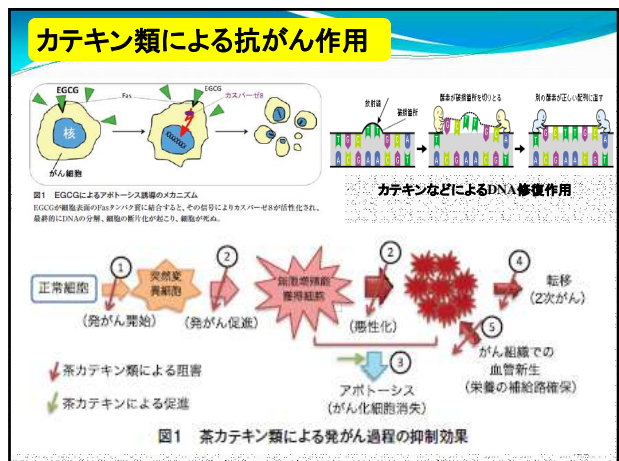 カテキン類による抗がん作用
EGCG
Fas
EGCG
カスパーゼ8
核
がん細胞
図1 EGCGによるアポトーシス誘導のメカニズム
EGCGが細胞表面のFasタンパク質に結合すると、その信号によりカスパーゼ8が活性化され、
最終的にDNAの分解、細胞の断片化が起こり、細胞が死ぬ。
放射線
破損箇所
酵素が破損箇所を切りとる
別の酵素が正しい配列に直す
カテキンなどによるDNA修復作用
正常細胞
①
(発がん開始)
突然変
異細胞
②
(発がん促進)
無限増殖能
獲得細胞
②
(悪性化)
④
転移
(2次がん)
⑤
がん組織での
血管新生
(栄養の補給路確保)
③
アポトーシス
(がん化細胞消失)
茶カテキン類による阻害
茶カテキンによる促進
図1 茶カテキン類による発がん過程の抑制効果